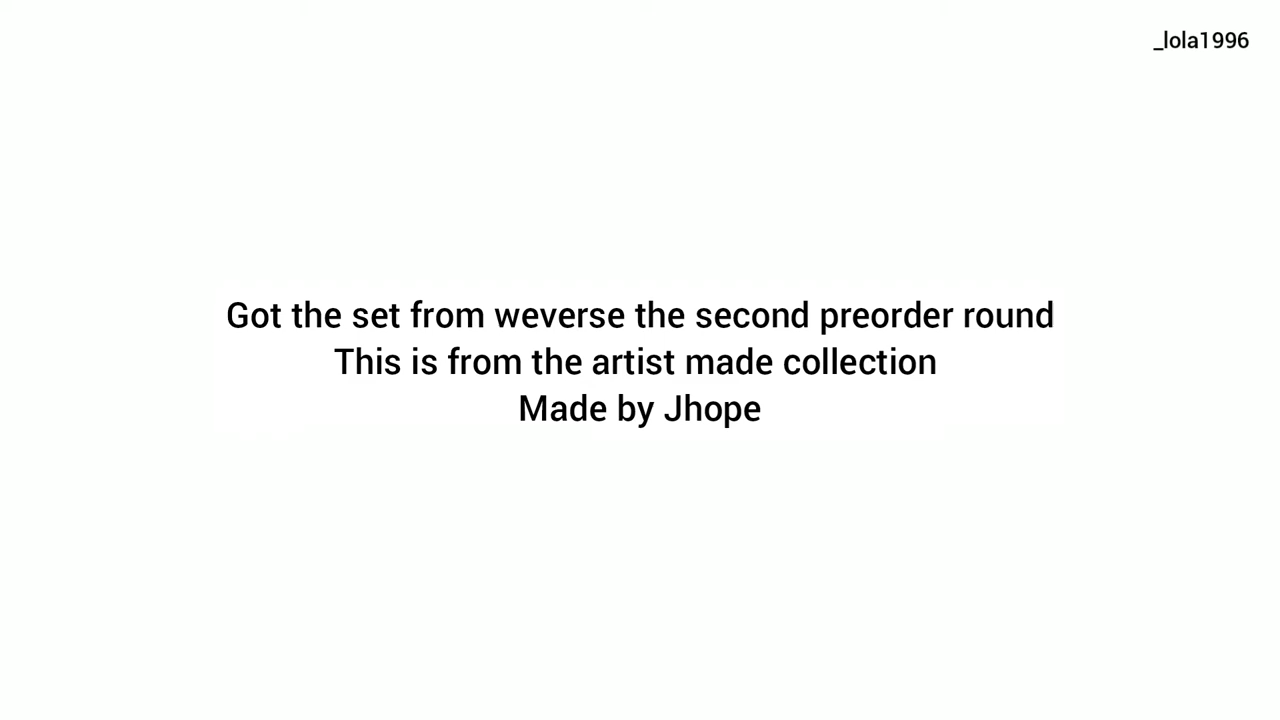 _lola1996
Got the set from weverse the second preorder round
This is from the artist made collection
Made by Jhope